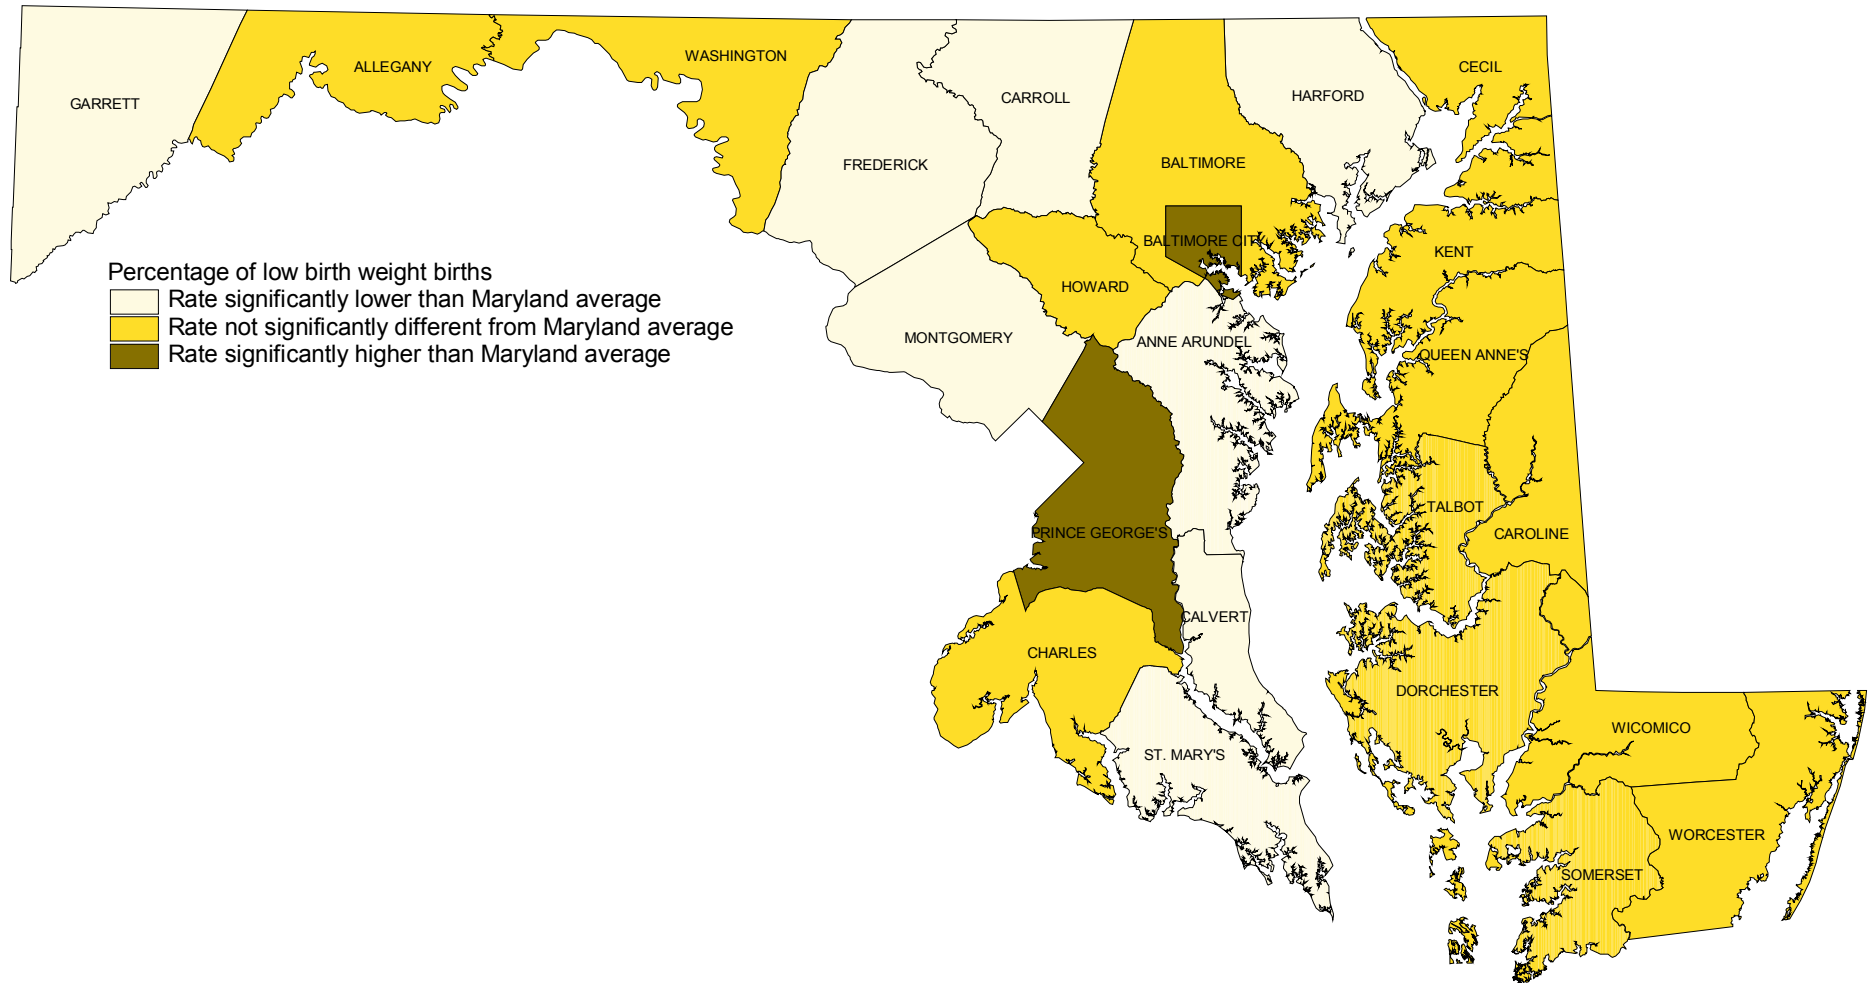 WASHINGTON
ALLEGANY
CECIL
GARRETT
CARROLL
HARFORD
FREDERICK
BALTIMORE
BALTIMORE CITY
KENT
Percentage of low birth weight births
Rate significantly lower than Maryland average
Rate not significantly different from Maryland average
Rate significantly higher than Maryland average
HOWARD
MONTGOMERY
ANNE ARUNDEL
QUEEN ANNE'S
TALBOT
PRINCE GEORGE'S
CAROLINE
CALVERT
CHARLES
DORCHESTER
WICOMICO
ST. MARY'S
WORCESTER
SOMERSET